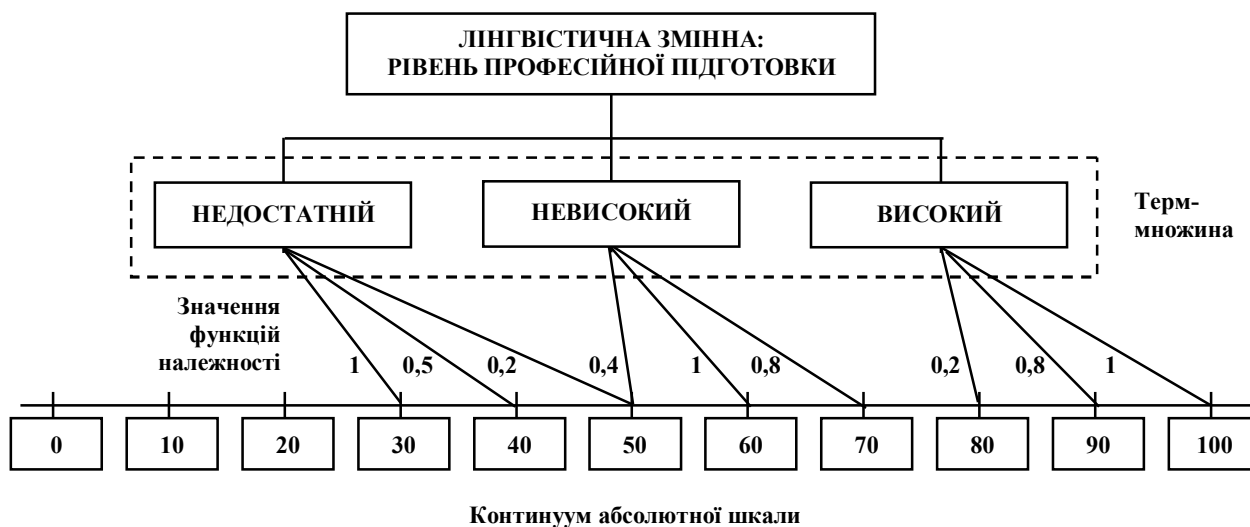 ЛІНГВІСТИЧНА ЗМІННА:
РІВЕНЬ ПРОФЕСІЙНОЇ ПІДГОТОВКИ
НЕДОСТАТНІЙ НЕВИСОКИЙ ВИСОКИЙ
Терм-
множина
Значення
функцій
належності
1 0,5 0,2 0,4 1 0,8 0,2 0,8 1
0 10 20 30 40 50 60 70 80 90 100
Континуум абсолютної шкали